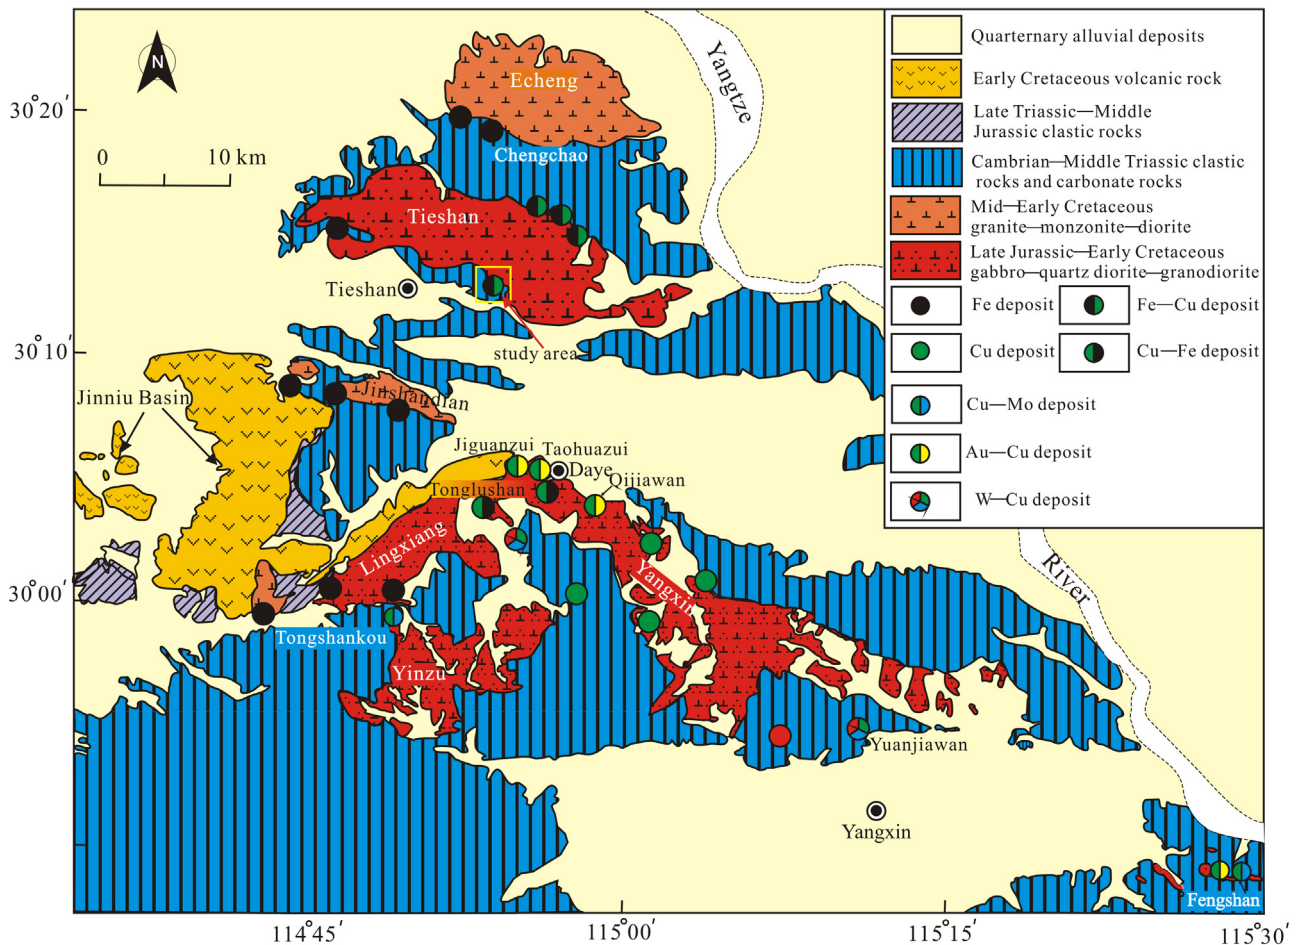 N
0 10 km
30°20′
30°10′
30°00′
114°45′
115°00′
115°15′
115°30′
Yangtze
River
Echeng
Chengchao
Tieshan
Tieshan
study area
Jinniu Basin
Jinshandian
Jiguanzui
Taohuazui
Daye
Qijiawan
Tonglushan
Lingxiang
Yangxin
Tongshankou
Yinzu
Yuanjiawan
Yangxin
Fengshan
Quarternary alluvial deposits
Early Cretaceous volcanic rock
Late Triassic—Middle
Jurassic clastic rocks
Cambrian—Middle Triassic clastic
rocks and carbonate rocks
Mid—Early Cretaceous
granite—monzonite—diorite
Late Jurassic—Early Cretaceous
gabbro—quartz diorite—granodiorite
Fe deposit
Fe—Cu deposit
Cu deposit
Cu—Fe deposit
Cu—Mo deposit
Au—Cu deposit
W—Cu deposit